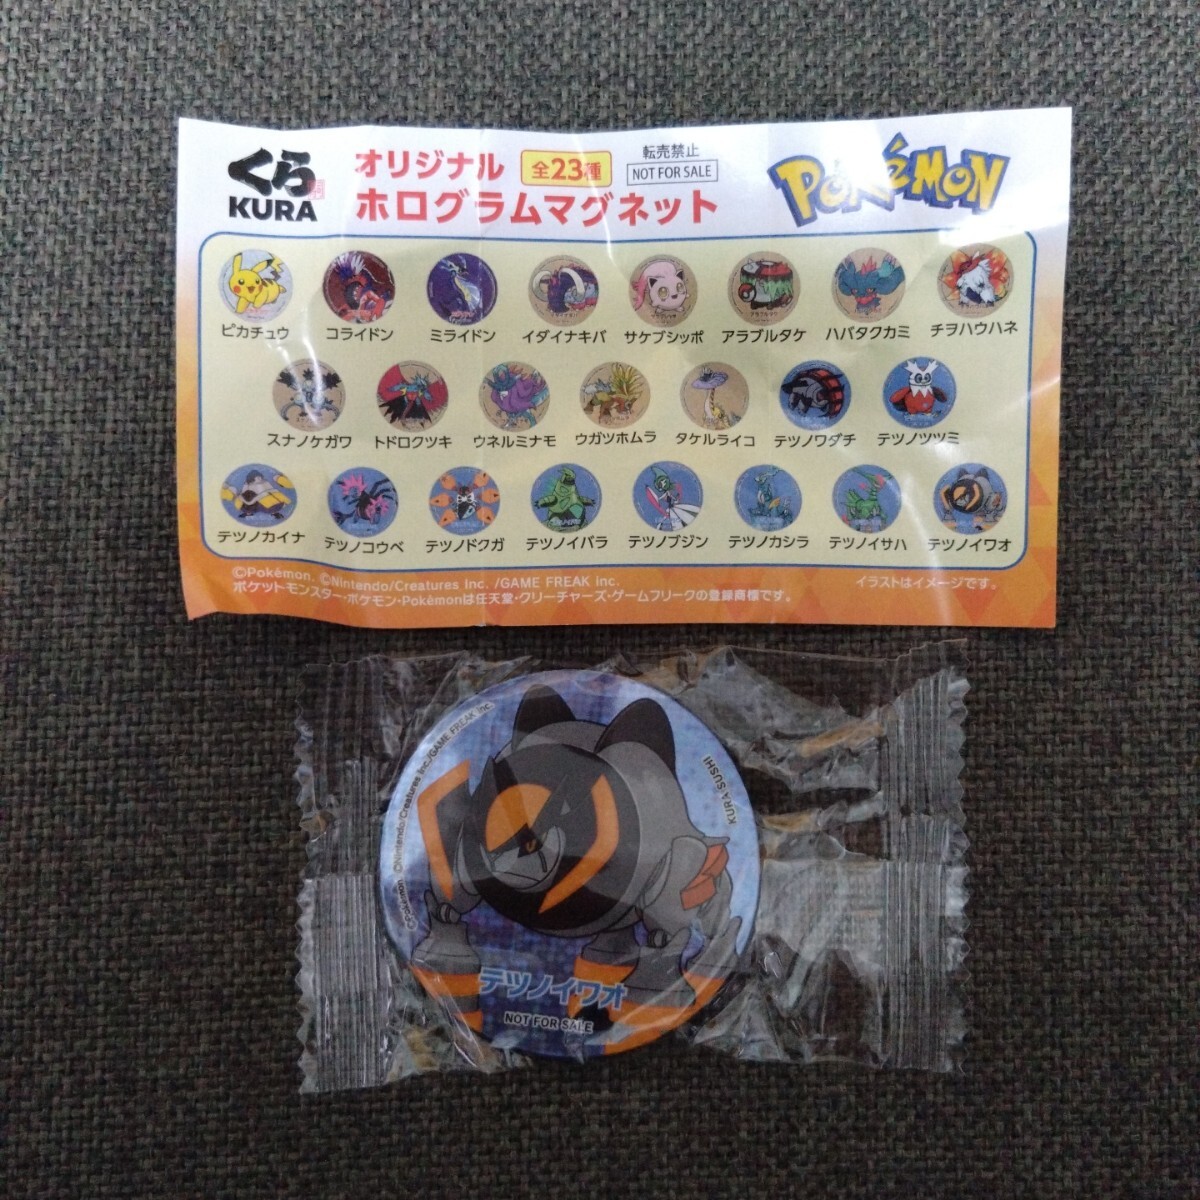 くら
KURA
オリジナル
全23種
転売禁止
NOT FOR SALE
ホログラムマグネット
POKéMON
ピカチュウ コライドン ミライドン イダイナキバ サケブシッポ アラブルタケ ハバタクカミ チヲハウハネ
スナノケガワ トドロクツキ ウネルミナモ ウガツホムラ タケルライコ テツノワダチ テツノツツミ
テツノカイナ テツノコウベ テツノドクガ テツノイバラ テツノブジン テツノカシラ テツノイサハ テツノイワオ
©Pokémon. ©Nintendo/Creatures Inc. /GAME FREAK inc.
ポケットモンスター・ポケモン・Pokémonは任天堂・クリーチャーズ・ゲームフリークの登録商標です。
イラストはイメージです。
©Pokémon ©Nintendo/Creatures Inc./GAME FREAK inc.
KURA SUSHI
テツノイワオ
NOT FOR SALE